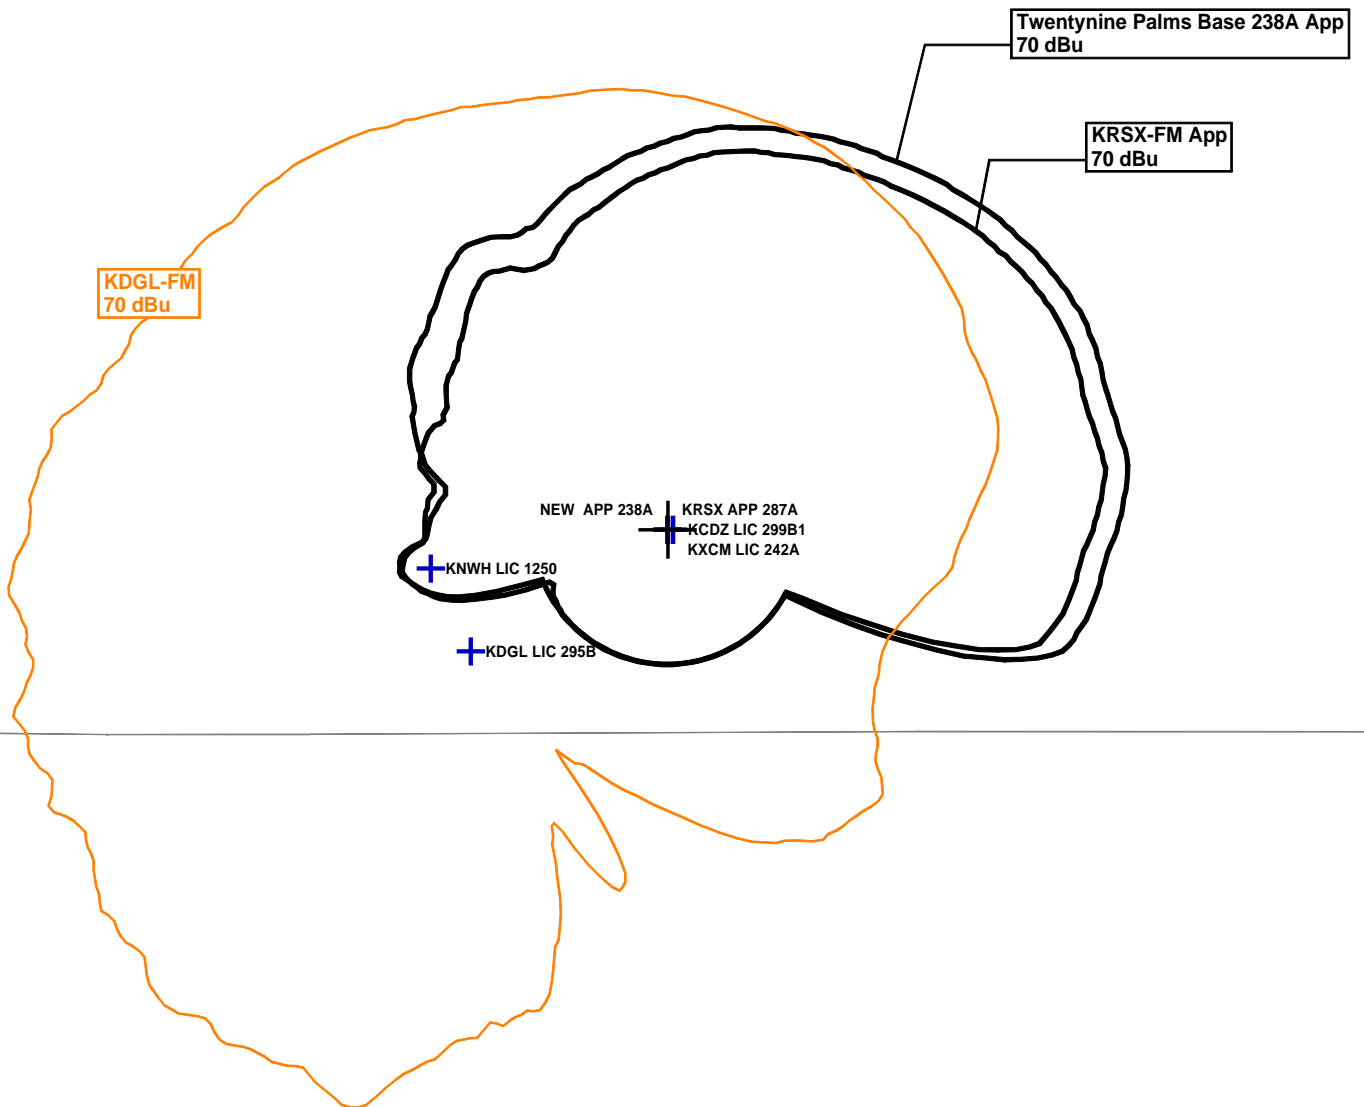 Twentynine Palms Base 238A App
70 dBu
KRSX-FM App
70 dBu
KDGL-FM
70 dBu
NEW  APP 238A
KRSX APP 287A
KCDZ LIC 299B1
KXCM LIC 242A
KNWH LIC 1250
KDGL LIC 295B